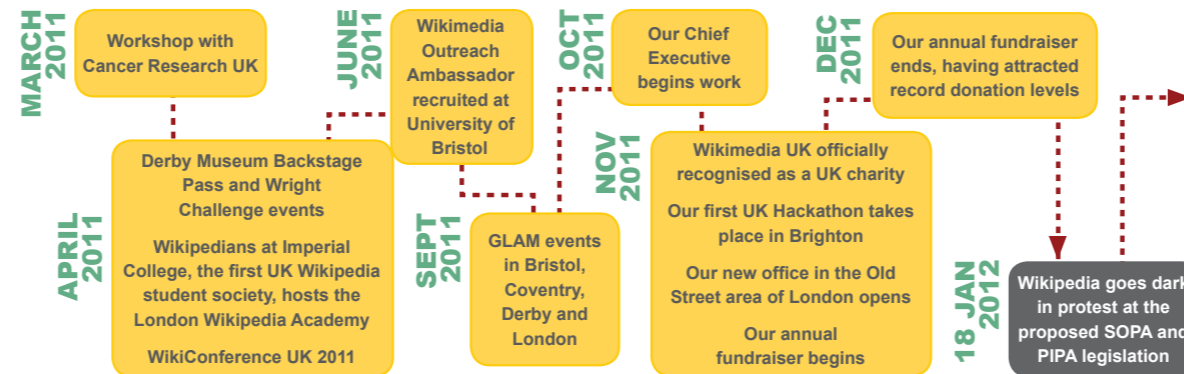 MARCH
2011
Workshop with
Cancer Research UK
APRIL
2011
Derby Museum Backstage
Pass and Wright
Challenge events
Wikipedians at Imperial
College, the first UK Wikipedia
student society, hosts the
London Wikipedia Academy
WikiConference UK 2011
JUNE
2011
Wikimedia
Outreach
Ambassador
recruited at
University of
Bristol
SEPT
2011
GLAM events
in Bristol,
Coventry,
Derby and
London
OCT
2011
Our Chief
Executive
begins work
NOV
2011
Wikimedia UK officially
recognised as a UK charity
Our first UK Hackathon takes
place in Brighton
Our new office in the Old
Street area of London opens
Our annual
fundraiser begins
DEC
2011
Our annual fundraiser
ends, having attracted
record donation levels
18 JAN
2012
Wikipedia goes dark
in protest at the
proposed SOPA and
PIPA legislation